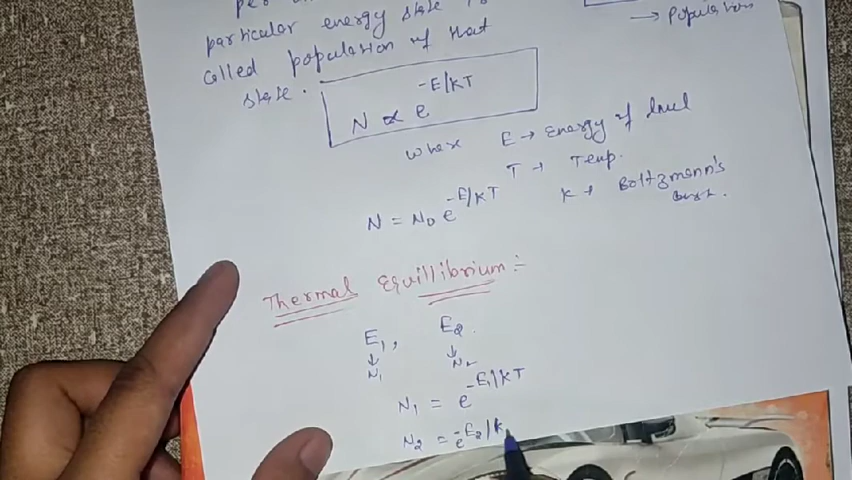 particular energy state is
→ Population
called population of that
state.
N ∝ e^-E/KT
where E → Energy of level
T → Temp.
K → Boltzmann's
const.
N = N₀ e^-E/KT
Thermal Equillibrium :-
E₁, E₂.
↓ ↓
N₁ N₂
N₁ = e^-E₁/KT
N₂ = e^-E₂/K